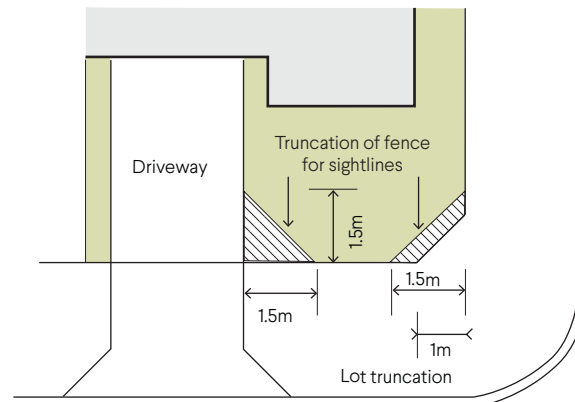 Truncation of fence
for sightlines
Driveway
1.5m
1.5m
1.5m
1m
Lot truncation